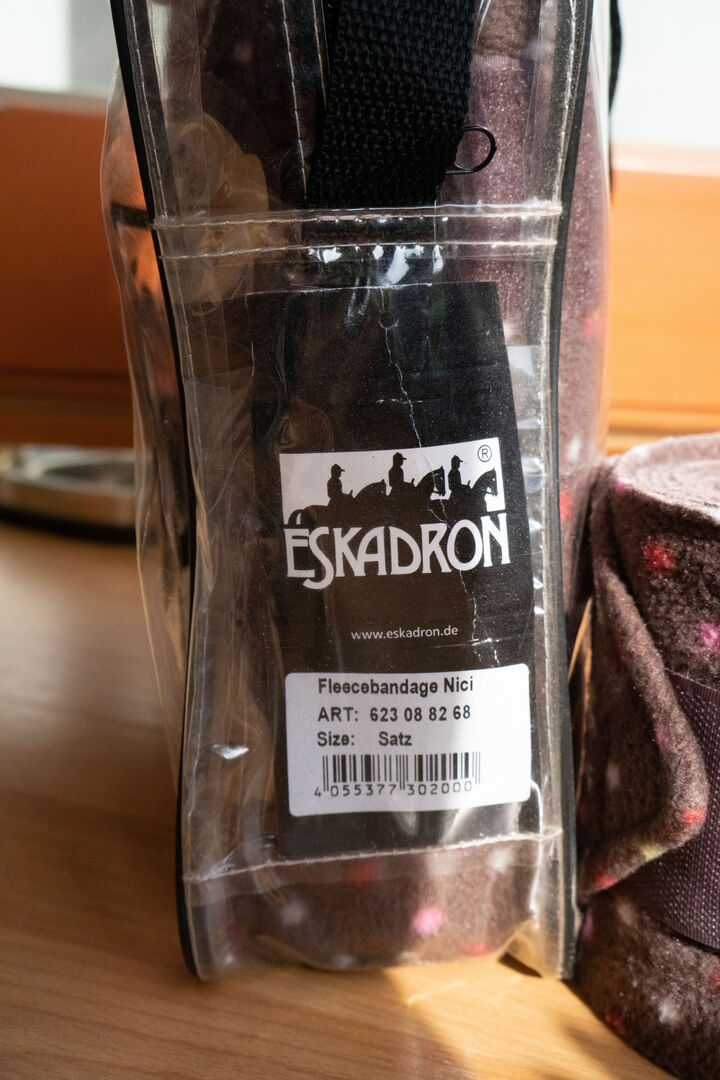 ®
ESKADRON
www.eskadron.de
Fleecebandage Nici
ART: 623 08 82 68
Size: Satz
4 055377 302000